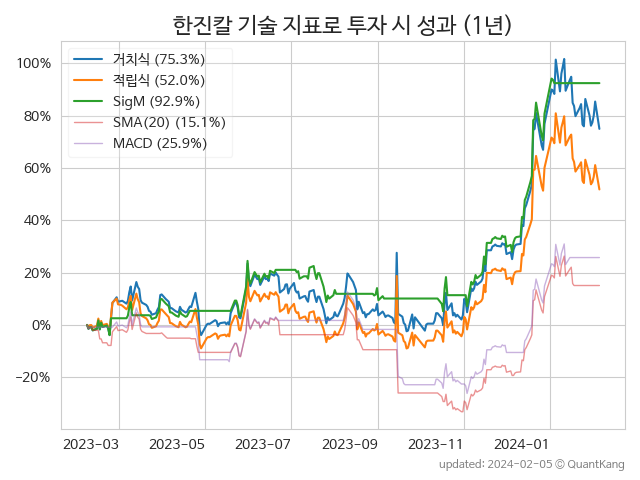 한진칼 기술 지표로 투자 시 성과 (1년)
거치식 (75.3%)
적립식 (52.0%)
SigM (92.9%)
SMA(20) (15.1%)
MACD (25.9%)
100%
80%
60%
40%
20%
0%
−20%
2023-03 2023-05 2023-07 2023-09 2023-11 2024-01
updated: 2024-02-05 © QuantKang